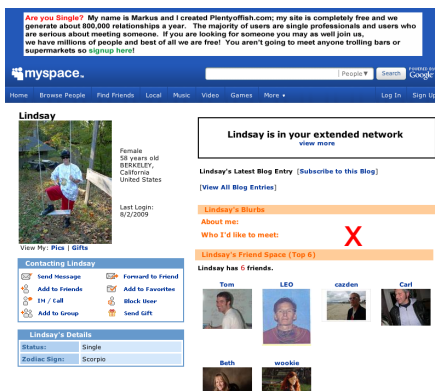 Are you Single? My name is Markus and I created Plentyoffish.com; my site is completely free and we
generate about 800,000 relationships a year. The majority of users are single professionals and users who
are serious about meeting someone. If you are looking for someone you may as well join us,
we have millions of people and best of all we are free! You aren't going to meet anyone trolling bars or
supermarkets so signup here!
myspace.
People ▼
Search
POWERED BY
Google
Home Browse People Find Friends Local Music Video Games More ▾ Log In Sign Up
Lindsay
Female
58 years old
BERKELEY,
California
United States
Last Login:
8/2/2009
View My: Pics | Gifts
Contacting Lindsay
Send Message Forward to Friend
Add to Friends Add to Favorites
IM / Call Block User
Add to Group Send Gift
Lindsay's Details
Status: Single
Zodiac Sign: Scorpio
Lindsay is in your extended network
view more
Lindsay's Latest Blog Entry [Subscribe to this Blog]
[View All Blog Entries]
Lindsay's Blurbs
About me:
Who I'd like to meet:
X
Lindsay's Friend Space (Top 6)
Lindsay has 6 friends.
Tom LEO cazden Carl
Beth wookie